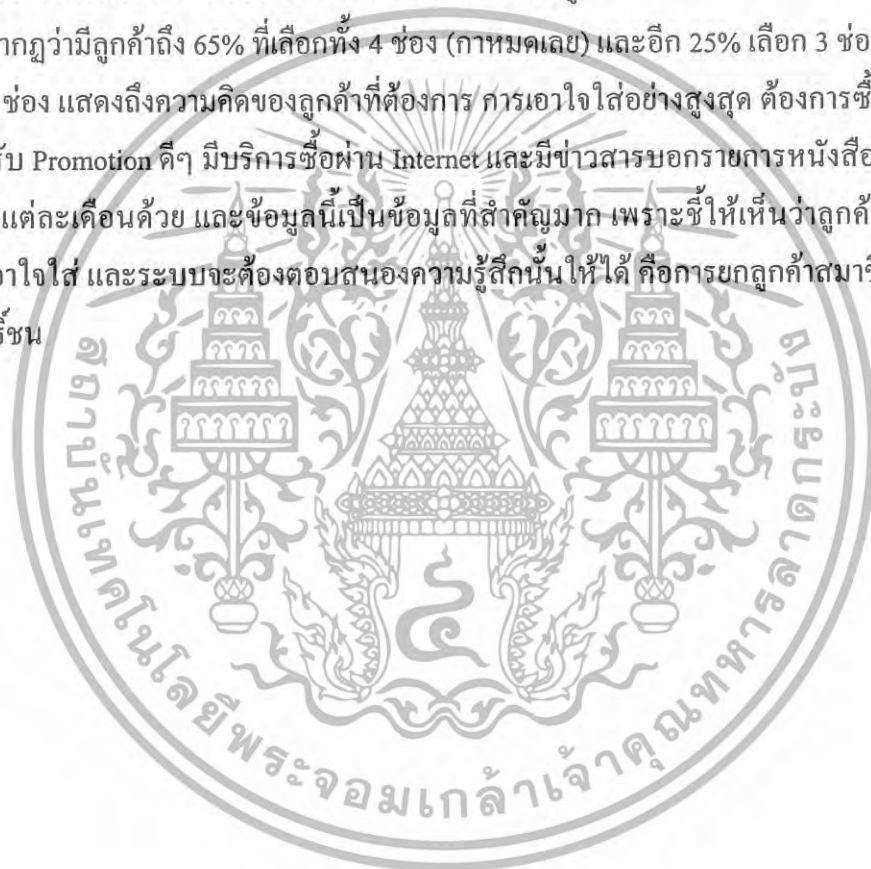 ากฏว่ามีลูกค้าถึง 65% ที่เลือกทั้ง 4 ช่อง (กาหมดเลย) และอีก 25% เลือก 3 ช่อ
ช่อง แสดงถึงความคิดของลูกค้าที่ต้องการ การเอาใจใส่อย่างสูงสุด ต้องการซื้
รับ Promotion ดีๆ มีบริการซื้อผ่าน Internet และมีข่าวสารบอกรายการหนังสือ
แต่ละเดือนด้วย และข้อมูลนี้เป็นข้อมูลที่สำคัญมาก เพราะชี้ให้เห็นว่าลูกค้
อาใจใส่ และระบบจะต้องตอบสนองความรู้สึกนั้นให้ได้ คือการยกลูกค้าสมาชิ
ริ์ชน
๔
สถาบันเทคโนโลยีพระจอมเกล้าเจ้าคุณทหารลาดกระบัง